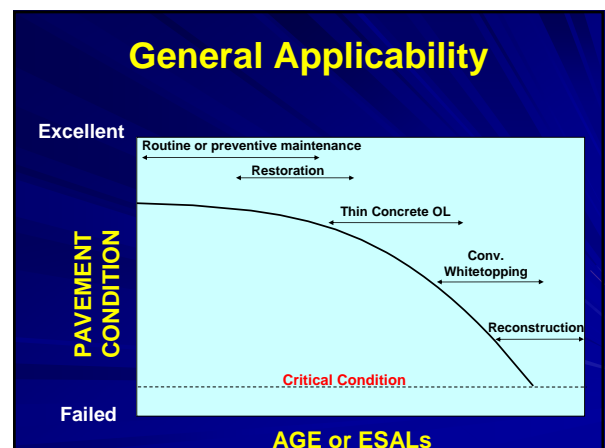 General Applicability
Excellent
Routine or preventive maintenance
Restoration
Thin Concrete OL
Conv.
Whitetopping
Reconstruction
PAVEMENT
CONDITION
Critical Condition
Failed
AGE or ESALs